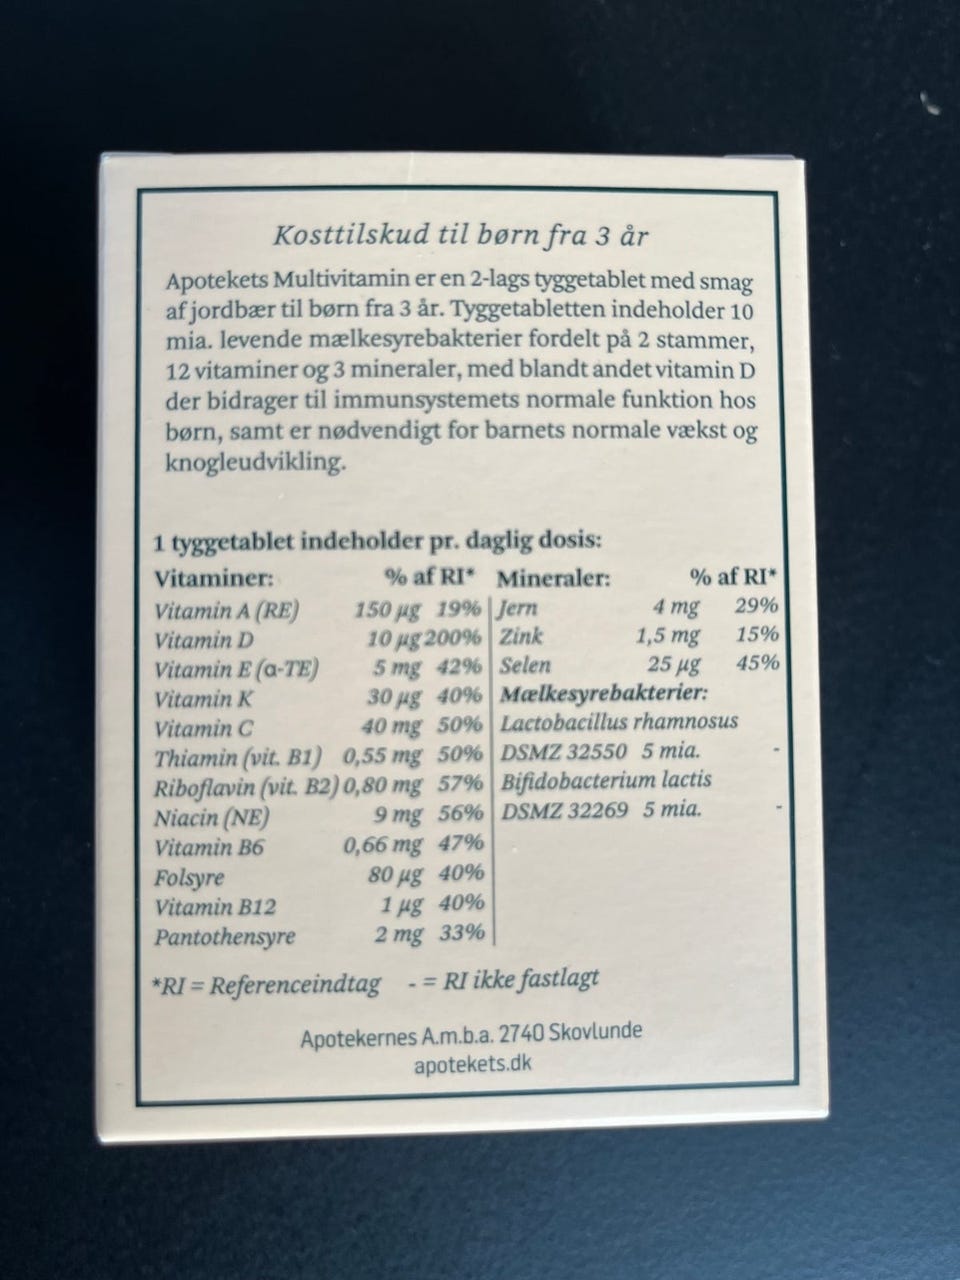 Kosttilskud til børn fra 3 år
Apotekets Multivitamin er en 2-lags tyggetablet med smag
af jordbær til børn fra 3 år. Tyggetabletten indeholder 10
mia. levende mælkesyrebakterier fordelt på 2 stammer,
12 vitaminer og 3 mineraler, med blandt andet vitamin D
der bidrager til immunsystemets normale funktion hos
børn, samt er nødvendigt for barnets normale vækst og
knogleudvikling.
1 tyggetablet indeholder pr. daglig dosis:
Vitaminer: % af RI*
Vitamin A (RE) 150 µg 19%
Vitamin D 10 µg 200%
Vitamin E (α-TE) 5 mg 42%
Vitamin K 30 µg 40%
Vitamin C 40 mg 50%
Thiamin (vit. B1) 0,55 mg 50%
Riboflavin (vit. B2) 0,80 mg 57%
Niacin (NE) 9 mg 56%
Vitamin B6 0,66 mg 47%
Folsyre 80 µg 40%
Vitamin B12 1 µg 40%
Pantothensyre 2 mg 33%
Mineraler: % af RI*
Jern 4 mg 29%
Zink 1,5 mg 15%
Selen 25 µg 45%
Mælkesyrebakterier:
Lactobacillus rhamnosus
DSMZ 32550 5 mia. -
Bifidobacterium lactis
DSMZ 32269 5 mia. -
*RI = Referenceindtag - = RI ikke fastlagt
Apotekernes A.m.b.a. 2740 Skovlunde
apotekets.dk